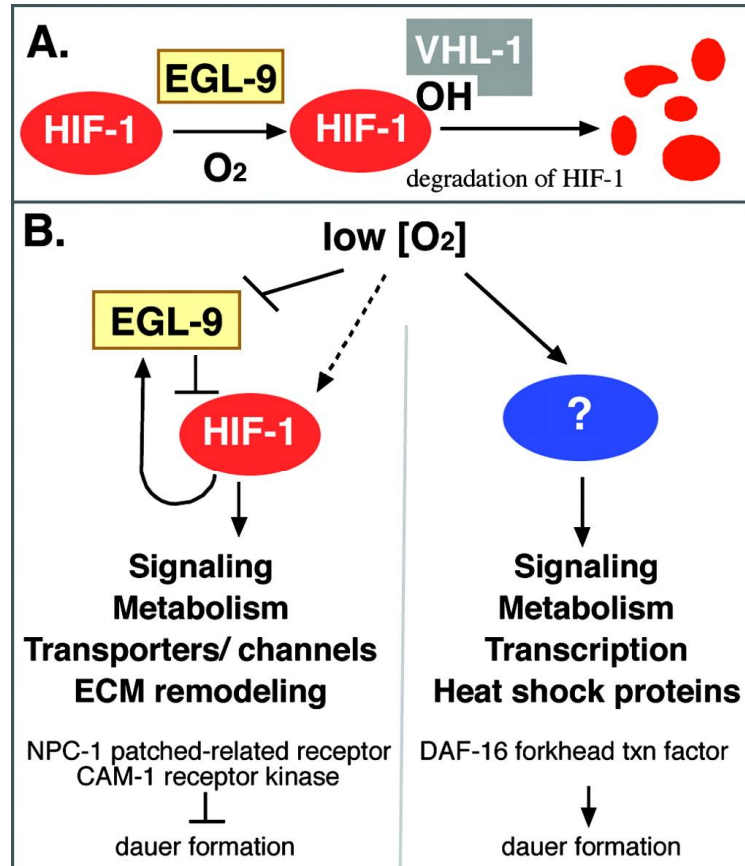 A.
EGL-9
VHL-1
HIF-1
O2
HIF-1
OH
degradation of HIF-1
B.
low [O2]
EGL-9
HIF-1
?
Signaling
Metabolism
Transporters/ channels
ECM remodeling
NPC-1 patched-related receptor
CAM-1 receptor kinase
dauer formation
Signaling
Metabolism
Transcription
Heat shock proteins
DAF-16 forkhead txn factor
dauer formation